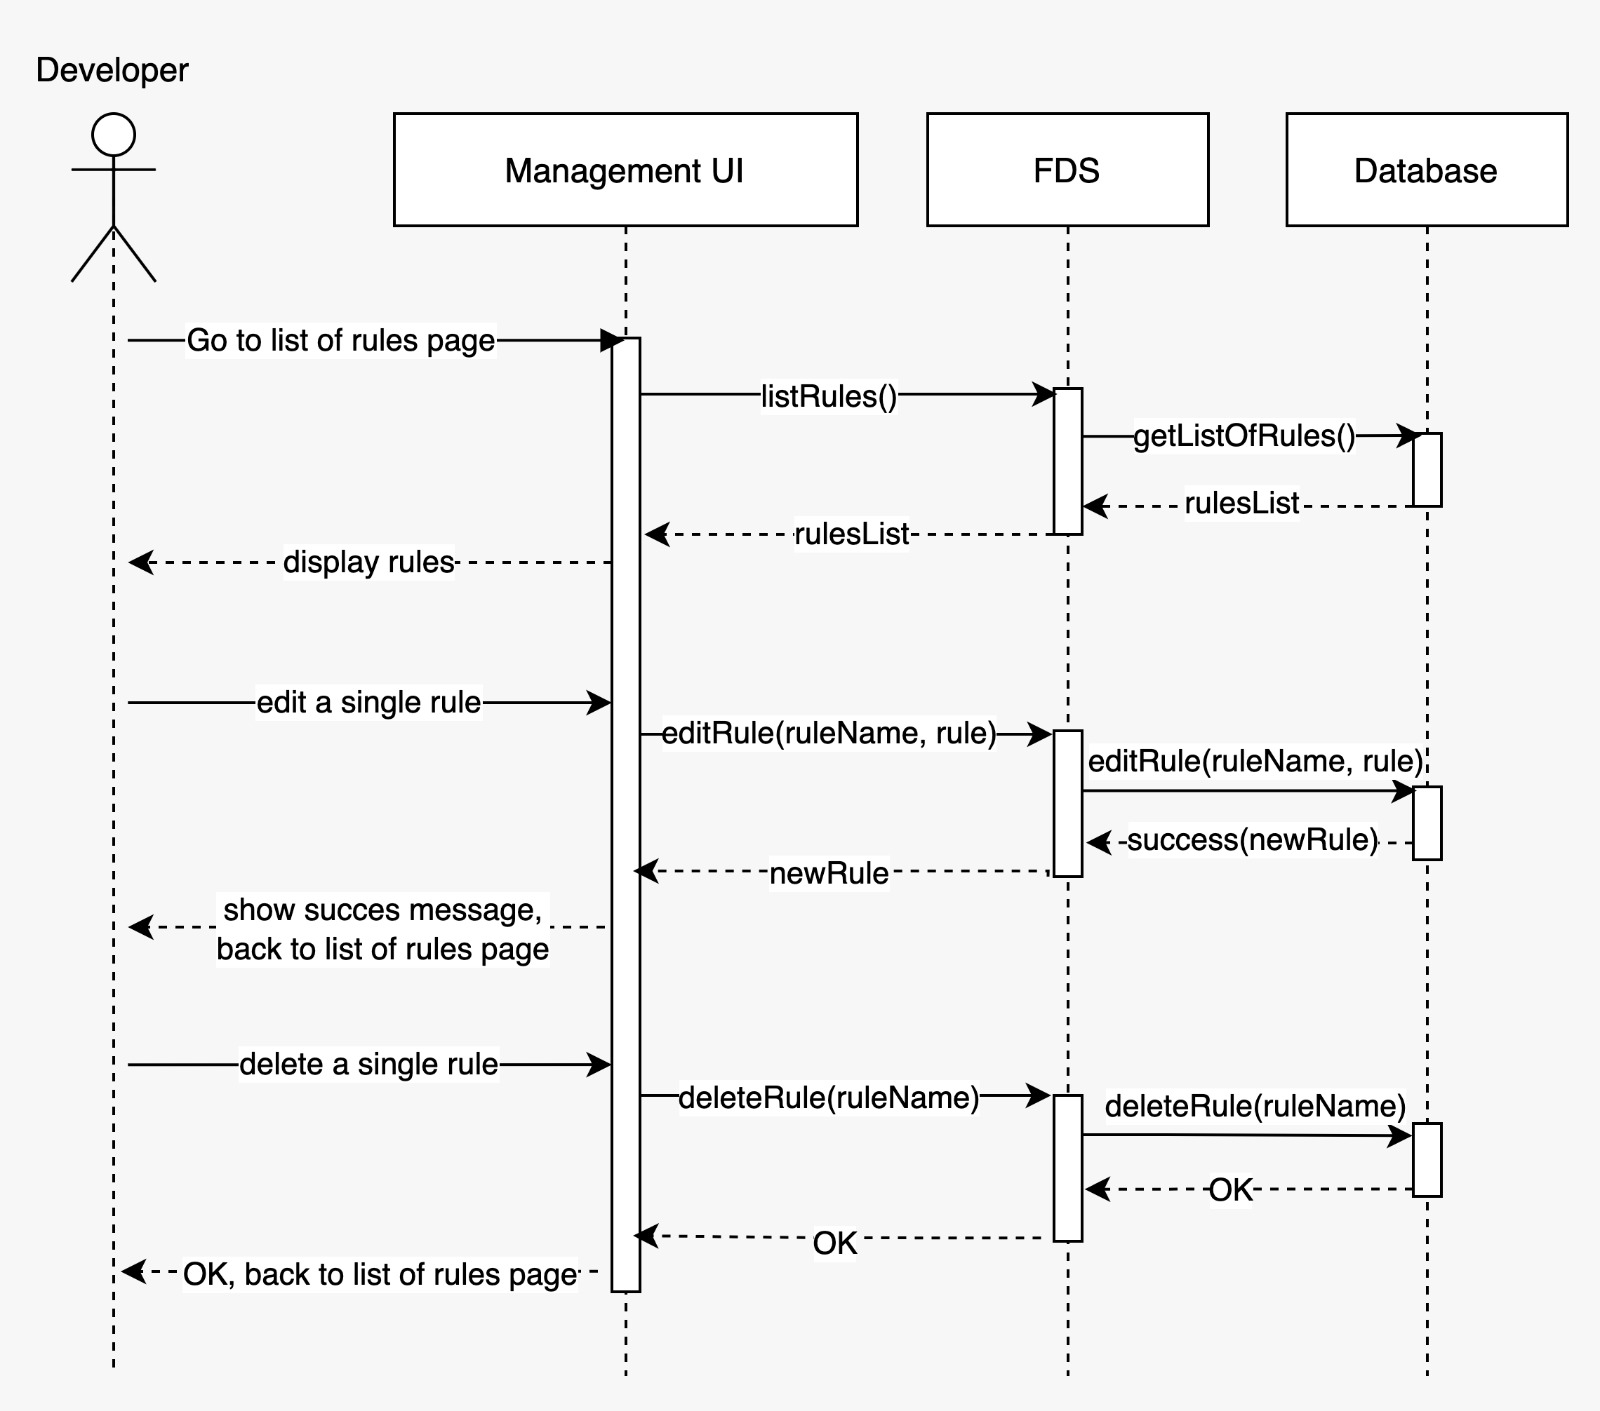 Developer
Management UI
FDS
Database
Go to list of rules page
listRules()
getListOfRules()
rulesList
rulesList
display rules
edit a single rule
editRule(ruleName, rule)
editRule(ruleName, rule)
success(newRule)
newRule
show succes message,
back to list of rules page
delete a single rule
deleteRule(ruleName)
deleteRule(ruleName)
OK
OK
OK, back to list of rules page